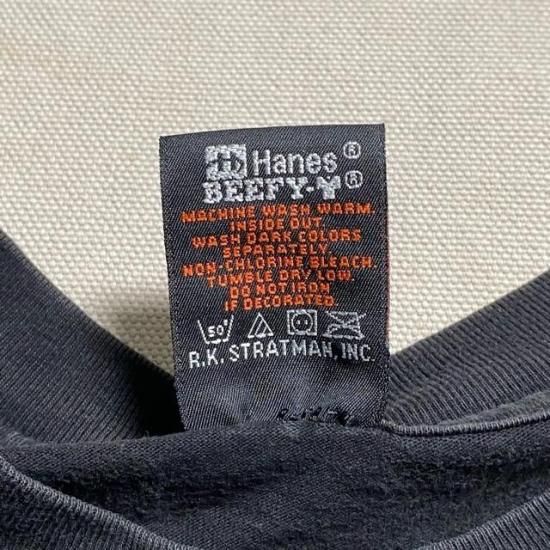 Hanes®
BEEFY-T®
MACHINE WASH WARM.
INSIDE OUT.
WASH DARK COLORS
SEPARATELY.
NON-CHLORINE BLEACH.
TUMBLE DRY/LOW.
DO NOT IRON
IF DECORATED.
50°
R.K. STRATMAN, INC.